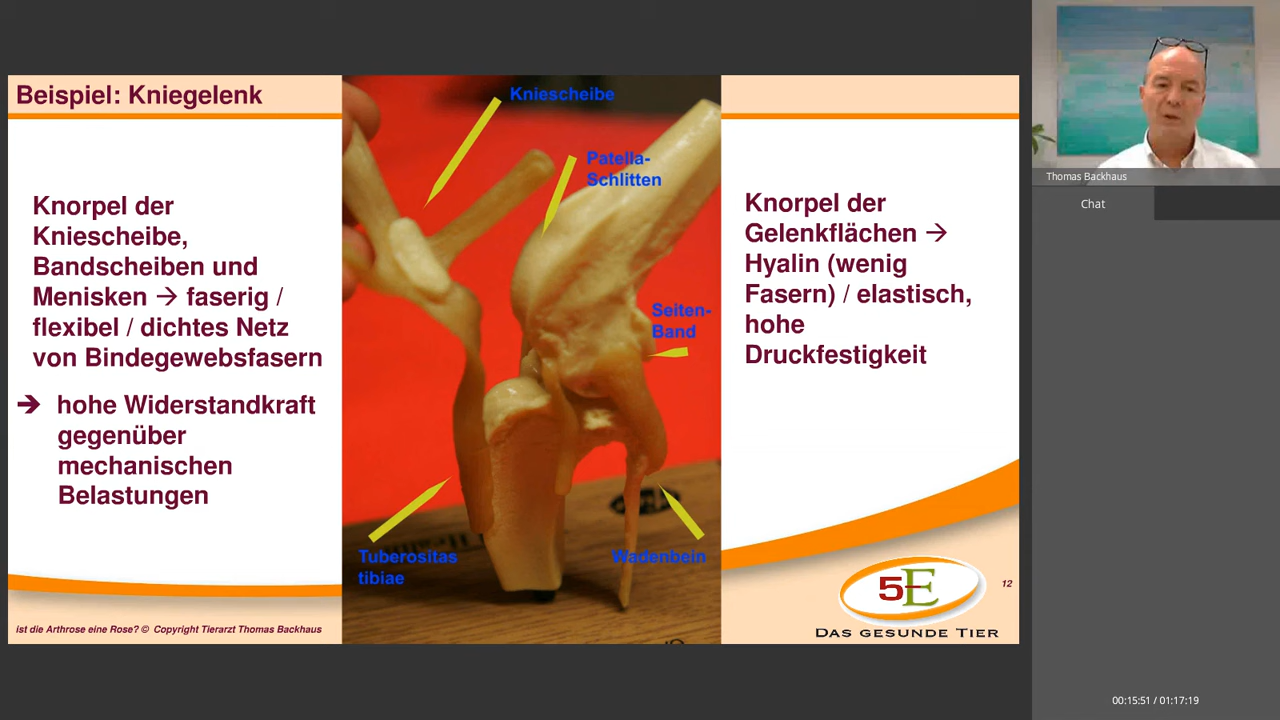 Beispiel: Kniegelenk
Knorpel der
Kniescheibe,
Bandscheiben und
Menisken → faserig /
flexibel / dichtes Netz
von Bindegewebsfasern
➔ hohe Widerstandkraft
gegenüber
mechanischen
Belastungen
ist die Arthrose eine Rose? © Copyright Tierarzt Thomas Backhaus
Kniescheibe
Patella-
Schlitten
Seiten-
Band
Tuberositas
tibiae
Wadenbein
Knorpel der
Gelenkflächen →
Hyalin (wenig
Fasern) / elastisch,
hohe
Druckfestigkeit
5E
DAS GESUNDE TIER
12
Thomas Backhaus
Chat
00:15:51 / 01:17:19